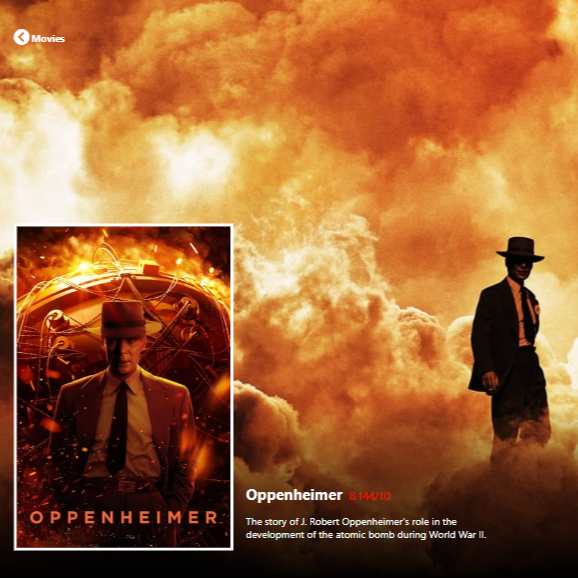 Movies
OPPENHEIMER
Oppenheimer 8,144/10
The story of J. Robert Oppenheimer's role in the
development of the atomic bomb during World War II.